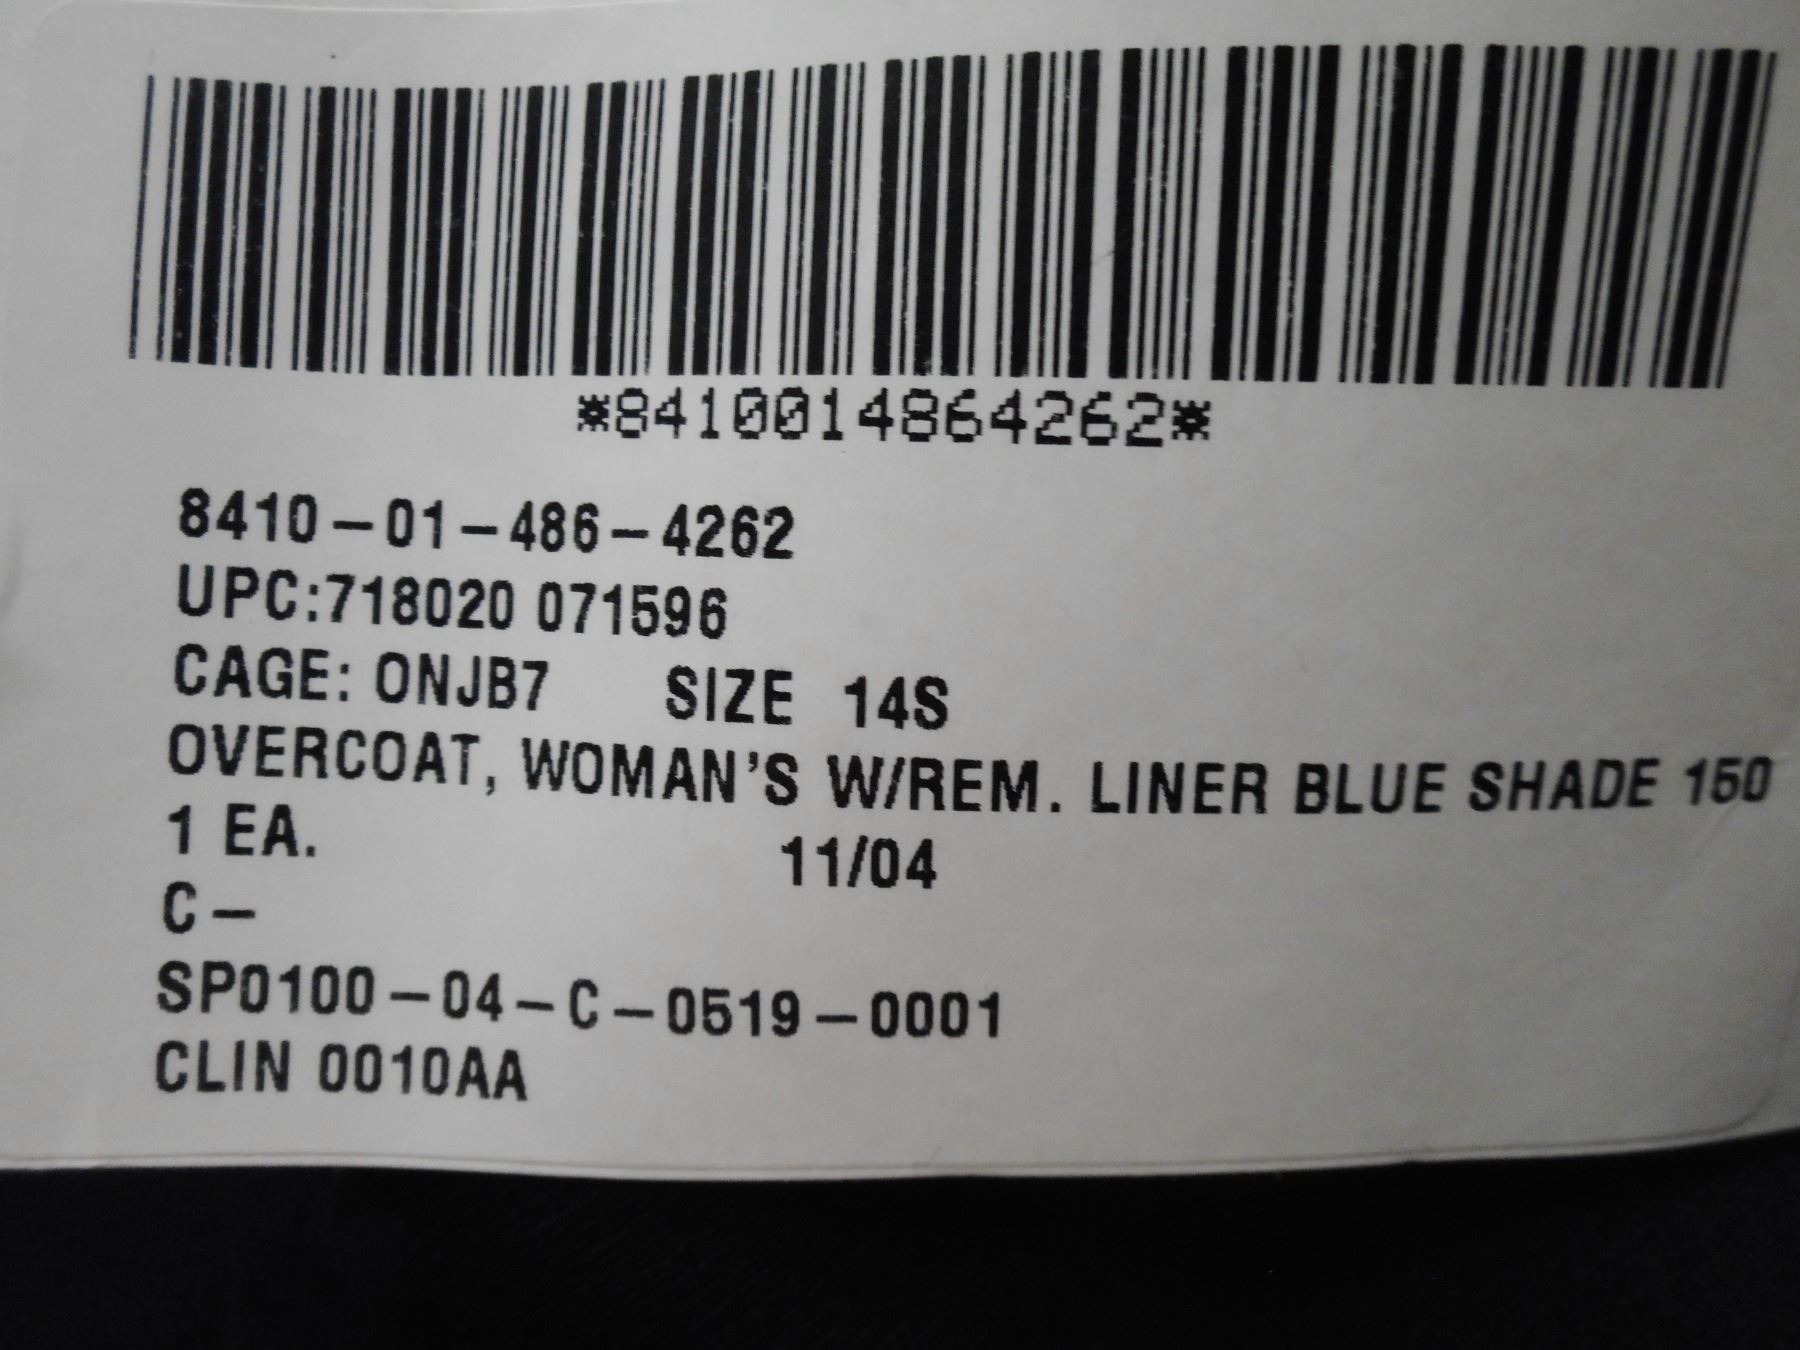 *8410014864262*
8410-01-486-4262
UPC:718020 071596
CAGE: 0NJB7 SIZE 14S
OVERCOAT, WOMAN'S W/REM. LINER BLUE SHADE 150
1 EA. 11/04
C-
SP0100-04-C-0519-0001
CLIN 0010AA